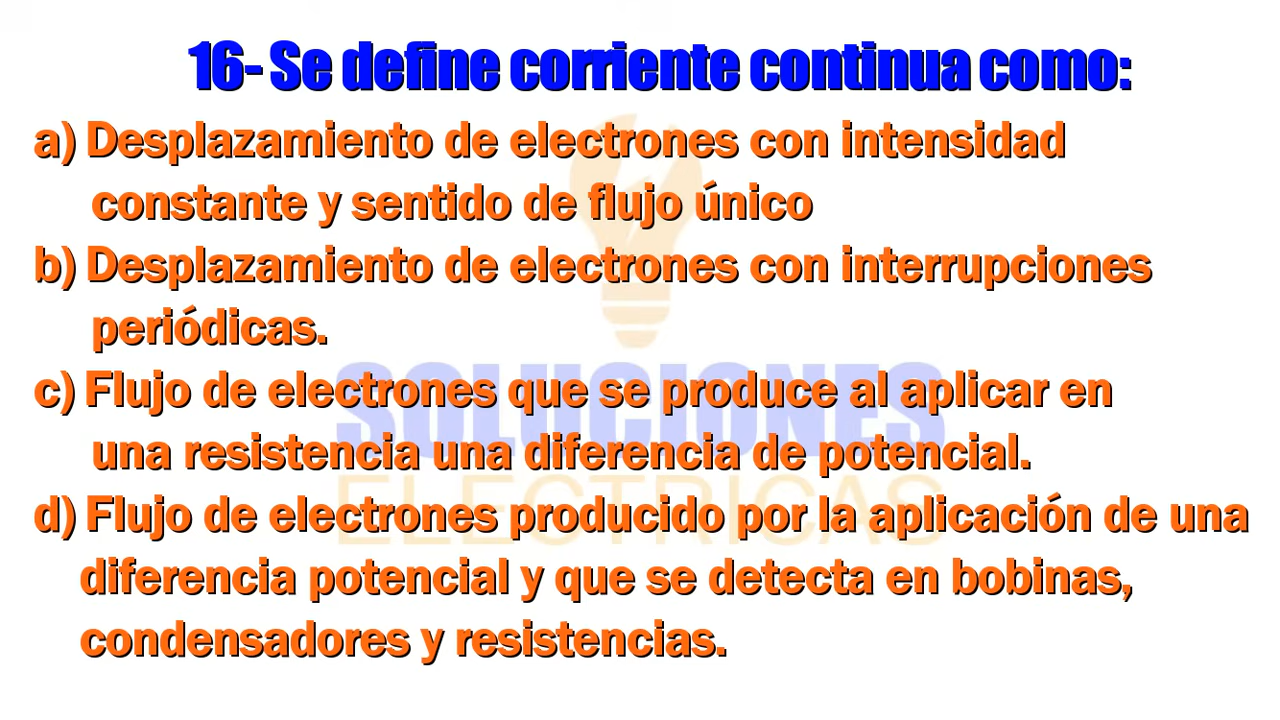 16- Se define corriente continua como:
a) Desplazamiento de electrones con intensidad
constante y sentido de flujo único
b) Desplazamiento de electrones con interrupciones
periódicas.
c) Flujo de electrones que se produce al aplicar en
una resistencia una diferencia de potencial.
d) Flujo de electrones producido por la aplicación de una
diferencia potencial y que se detecta en bobinas,
condensadores y resistencias.
SOLUCIONES
ELECTRICAS